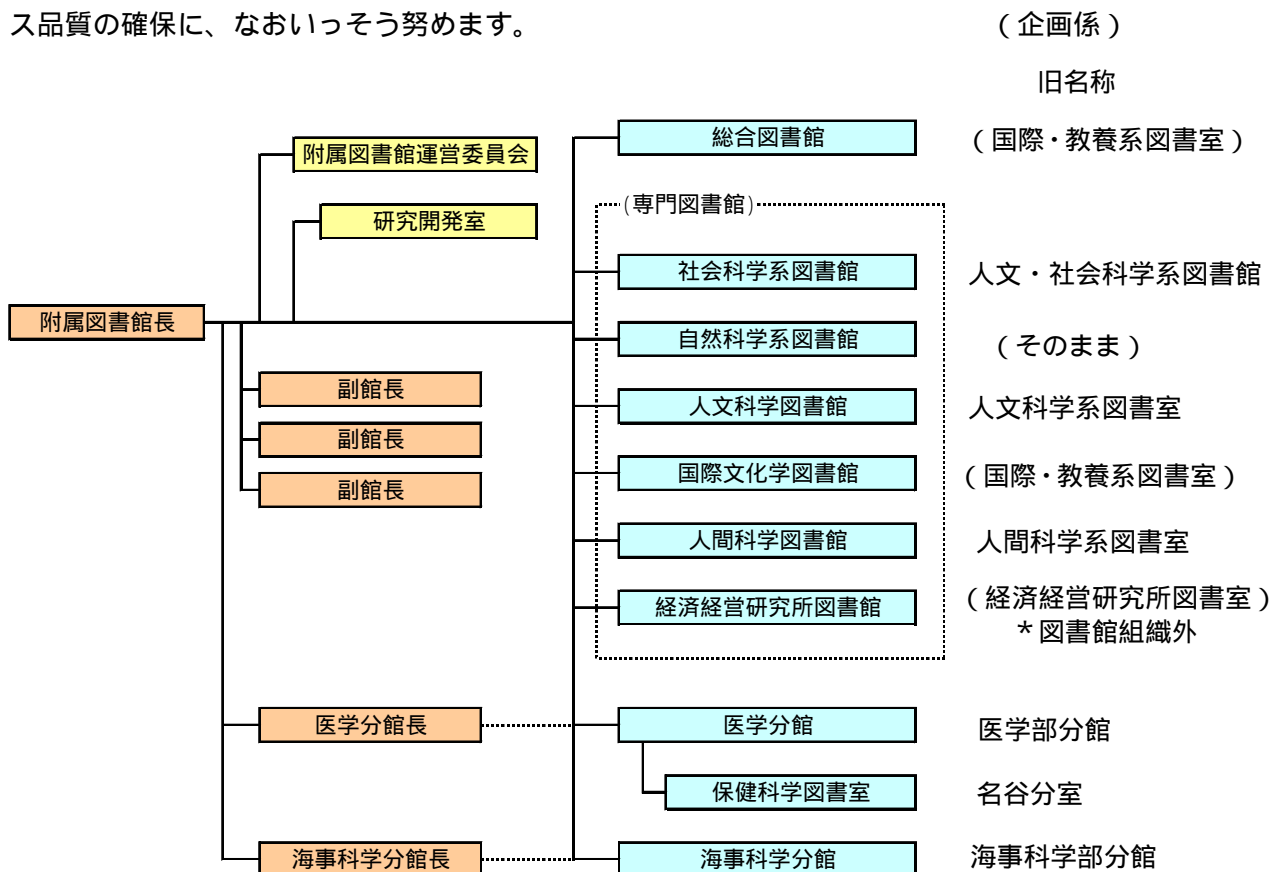 ス品質の確保に、なおいっそう努めます。
(企画係)
旧名称
総合図書館
(国際・教養系図書室)
附属図書館運営委員会
(専門図書館)
研究開発室
社会科学系図書館
人文・社会科学系図書館
附属図書館長
自然科学系図書館
(そのまま)
副館長
人文科学図書館
人文科学系図書室
副館長
国際文化学図書館
(国際・教養系図書室)
副館長
人間科学図書館
人間科学系図書室
経済経営研究所図書館
(経済経営研究所図書室)
*図書館組織外
医学分館長
医学分館
医学部分館
保健科学図書室
名谷分室
海事科学分館長
海事科学分館
海事科学部分館